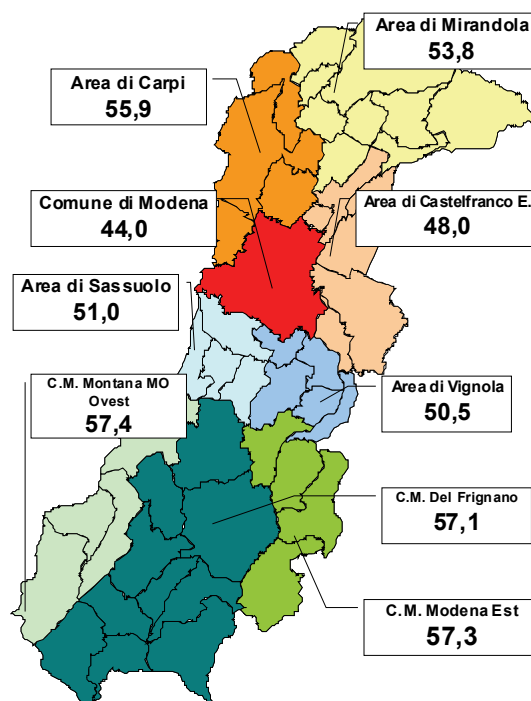 Area di Mirandola
53,8
Area di Carpi
55,9
Comune di Modena
44,0
Area di Castelfranco E.
48,0
Area di Sassuolo
51,0
C.M. Montana MO
Ovest
57,4
Area di Vignola
50,5
C.M. Del Frignano
57,1
C.M. Modena Est
57,3